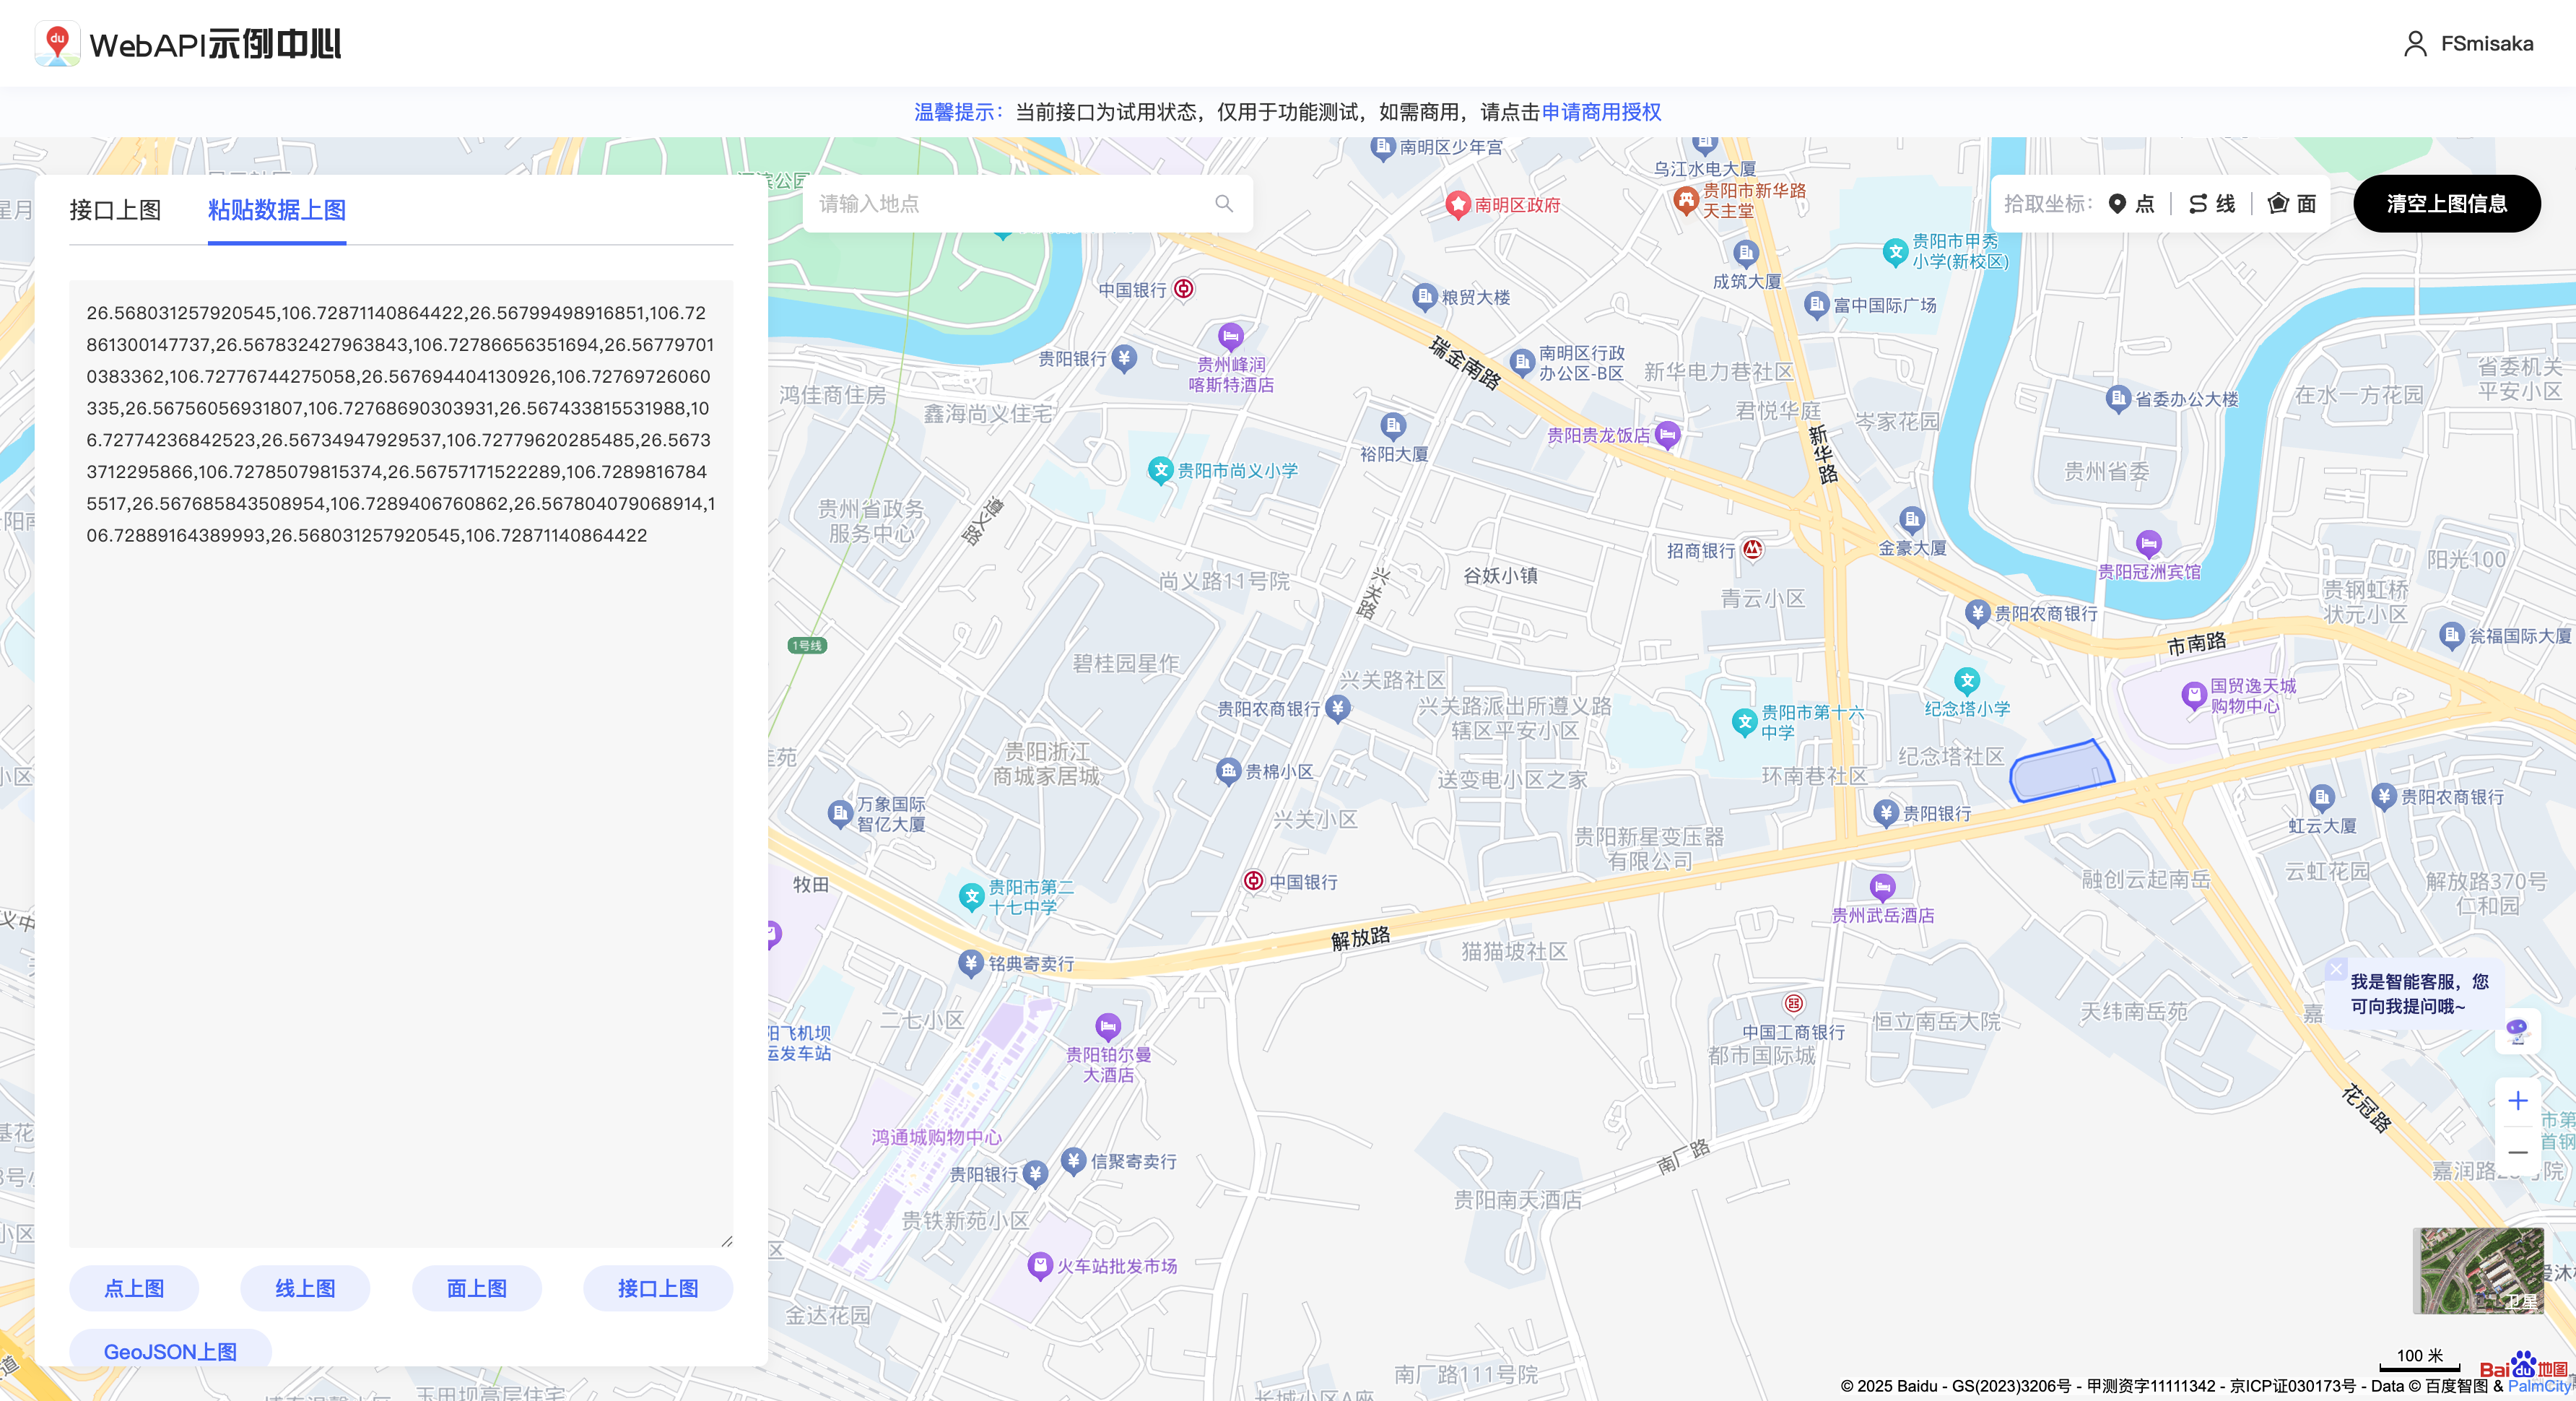 du WebAPI示例中心
FSmisaka
温馨提示：当前接口为试用状态，仅用于功能测试，如需商用，请点击申请商用授权
接口上图
粘贴数据上图
26.568031257920545,106.72871140864422,26.56799498916851,106.72
861300147737,26.567832427963843,106.72786656351694,26.56779701
0383362,106.72776744275058,26.567694404130926,106.72769726060
335,26.56756056931807,106.72768690303931,26.567433815531988,10
6.72774236842523,26.56734947929537,106.72779620285485,26.5673
3712295866,106.72785079815374,26.56757171522289,106.7289816784
5517,26.567685843508954,106.7289406760862,26.567804079068914,1
06.72889164389993,26.568031257920545,106.72871140864422
点上图
线上图
面上图
接口上图
GeoJSON上图
请输入地点
拾取坐标：
点
线
面
清空上图信息
南明区少年宫
乌江水电大厦
南明区政府
贵阳市新华路
天主堂
贵阳市甲秀
小学(新校区)
成筑大厦
中国银行
粮贸大楼
富中国际广场
贵阳银行
贵州峰润
喀斯特酒店
瑞金南路
南明区行政
办公区-B区
新华电力巷社区
省委机关
平安小区
鸿佳商住房
鑫海尚义住宅
君悦华庭
岑家花园
省委办公大楼
在水一方花园
裕阳大厦
贵阳贵龙饭店
新华路
贵阳市尚义小学
贵州省委
贵州省政务
服务中心
遵义路
招商银行
金豪大厦
阳光100
尚义路11号院
兴关路
谷妖小镇
青云小区
贵阳冠洲宾馆
贵钢虹桥
状元小区
贵阳农商银行
市南路
瓮福国际大厦
1号线
碧桂园星作
兴关路社区
纪念塔小学
国贸逸天城
购物中心
贵阳农商银行
兴关路派出所遵义路
辖区平安小区
贵阳市第十六
中学
贵阳浙江
商城家居城
贵棉小区
送变电小区之家
环南巷社区
纪念塔社区
万象国际
智亿大厦
兴关小区
贵阳银行
贵阳农商银行
虹云大厦
贵阳新星变压器
有限公司
牧田
贵阳市第二
十七中学
中国银行
融创云起南岳
云虹花园
解放路370号
仁和园
贵州武岳酒店
解放路
猫猫坡社区
铭典寄卖行
我是智能客服，您
可向我提问哦~
二七小区
贵阳铂尔曼
大酒店
中国工商银行
都市国际城
恒立南岳大院
天纬南岳苑
花冠路
鸿通城购物中心
贵阳银行
信聚寄卖行
南厂路
贵阳南天酒店
贵铁新苑小区
火车站批发市场
金达花园
卫星
南厂路111号院
100 米
Bai du 地图
© 2025 Baidu - GS(2023)3206号 - 甲测资字11111342 - 京ICP证030173号 - Data © 百度智图 & PalmCity